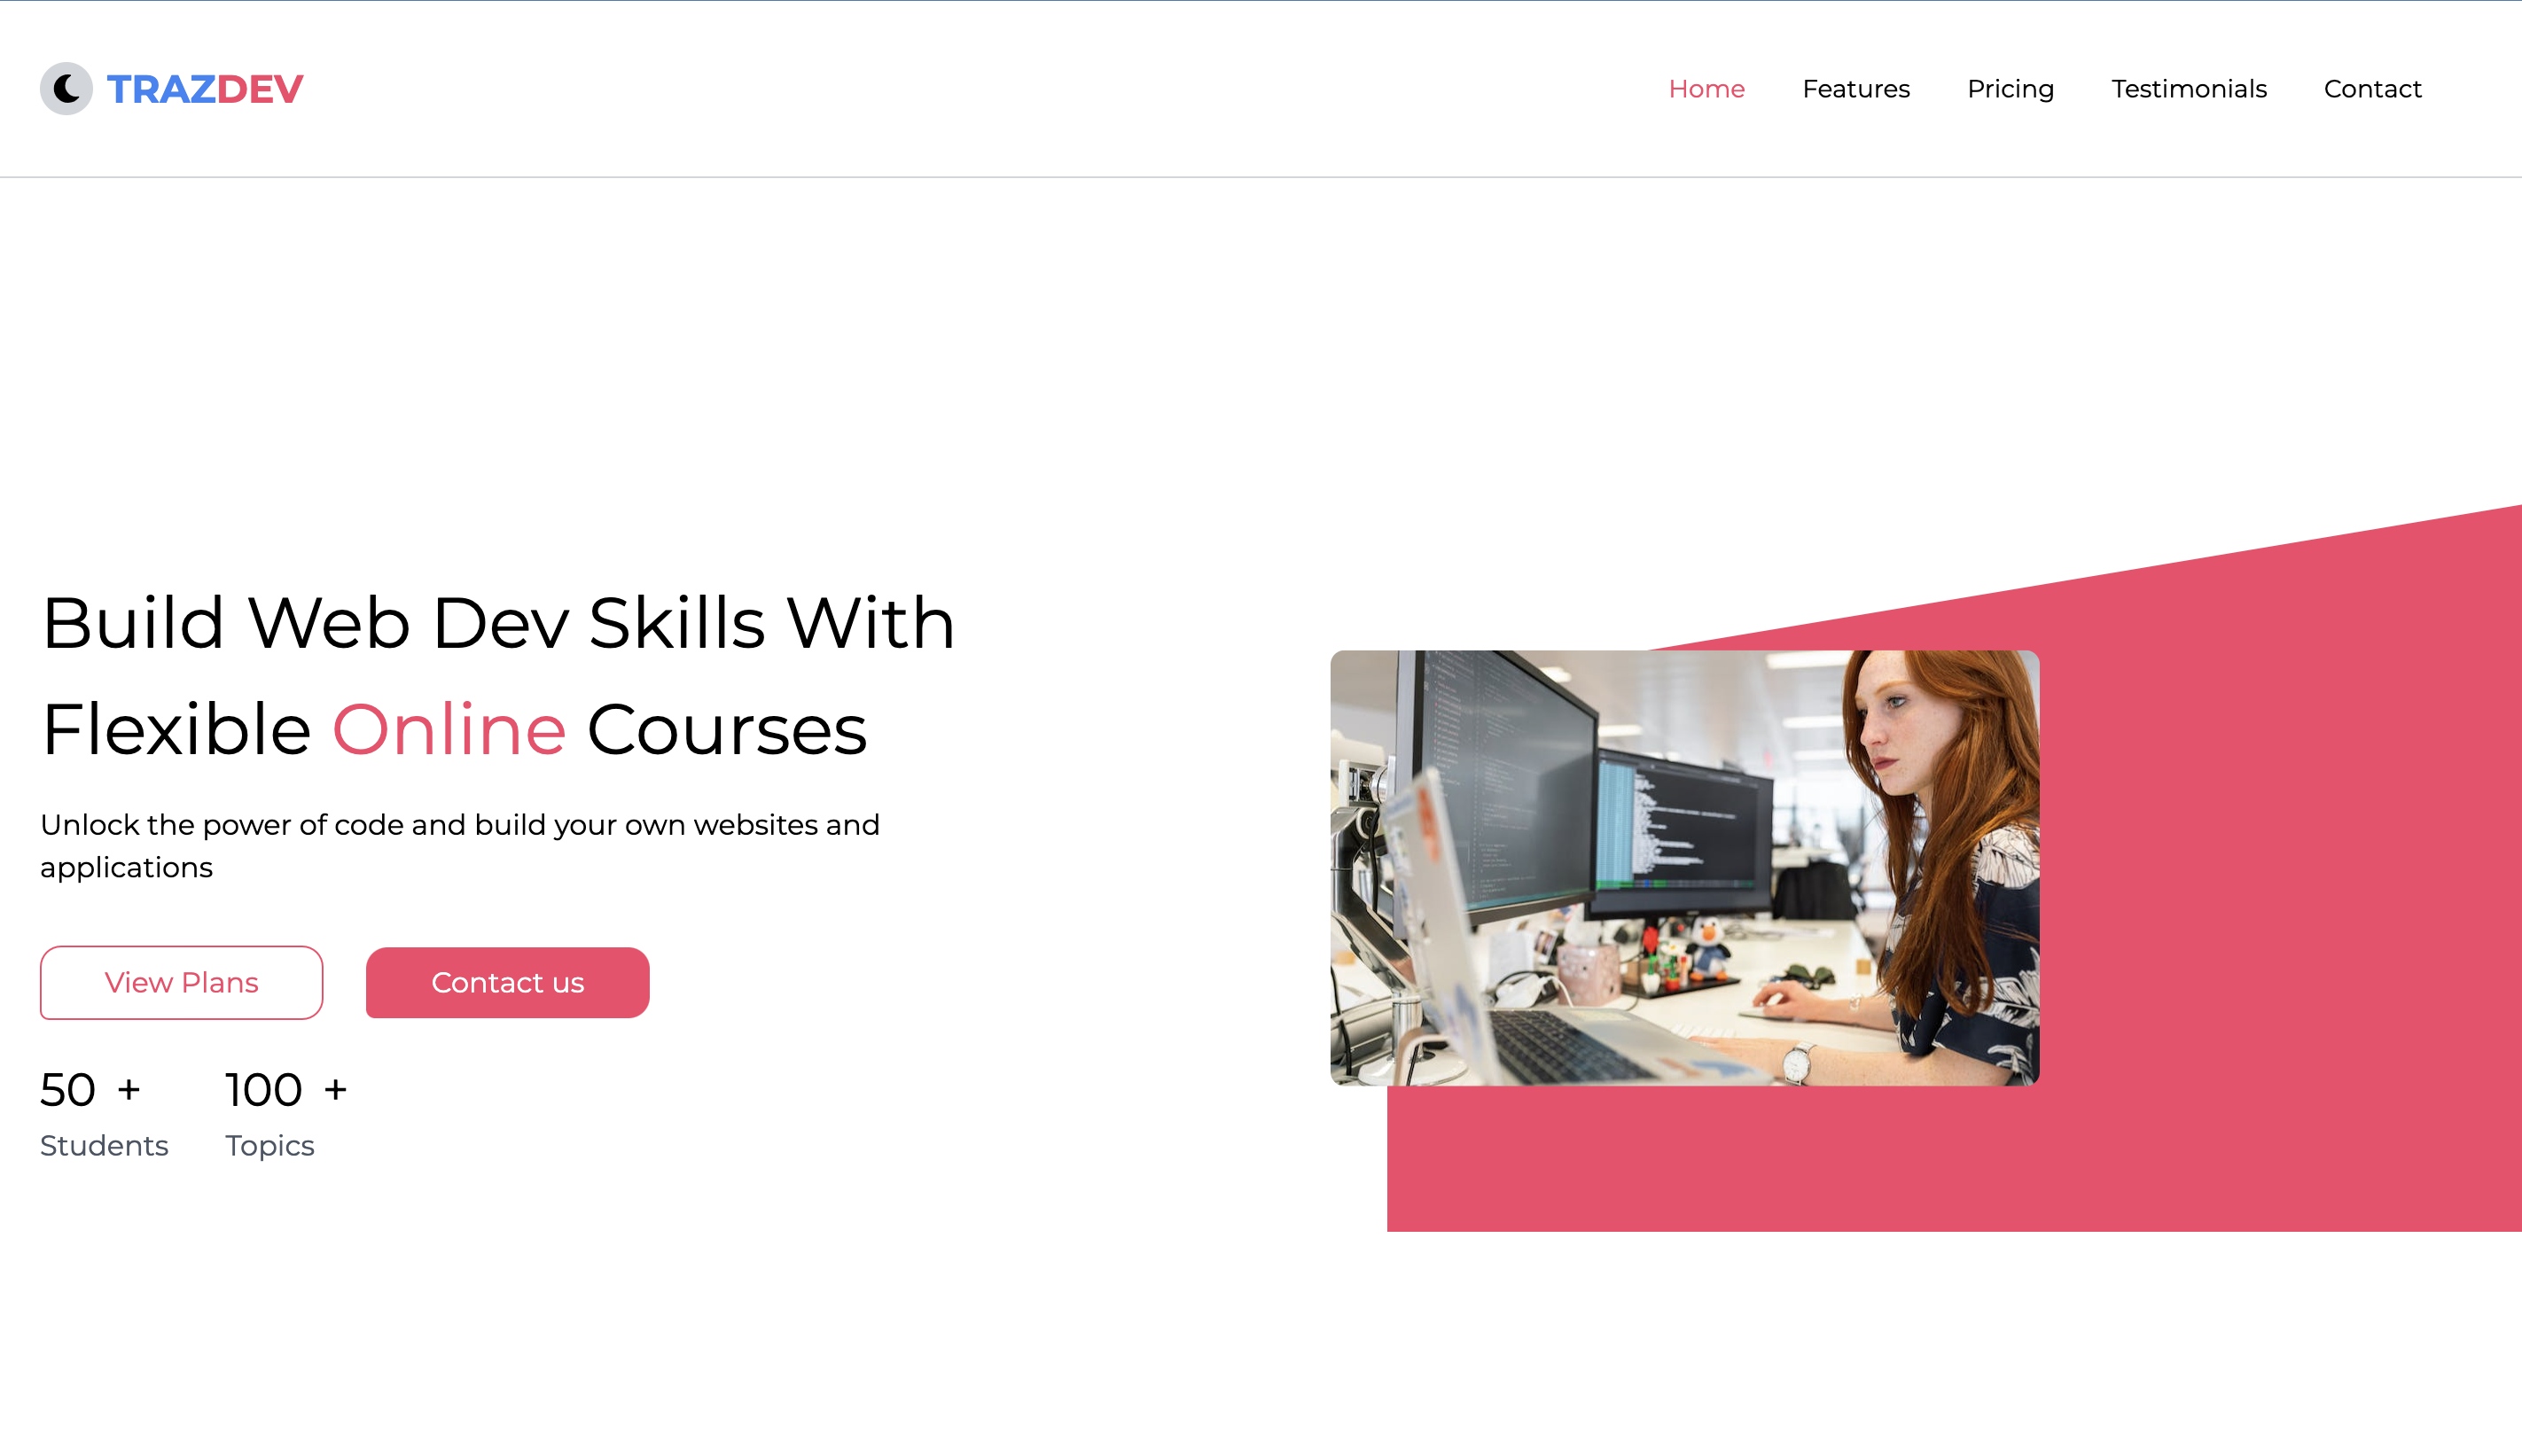 TRAZDEV
Home Features Pricing Testimonials Contact
Build Web Dev Skills With
Flexible Online Courses
Unlock the power of code and build your own websites and
applications
View Plans Contact us
50 + 100 +
Students Topics